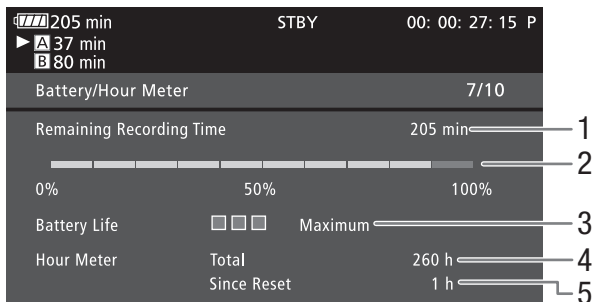 205 min STBY 00: 00: 27: 15 P
A 37 min
B 80 min
Battery/Hour Meter 7/10
Remaining Recording Time 205 min 1
2
0% 50% 100%
Battery Life Maximum 3
Hour Meter Total 260 h 4
Since Reset 1 h 5